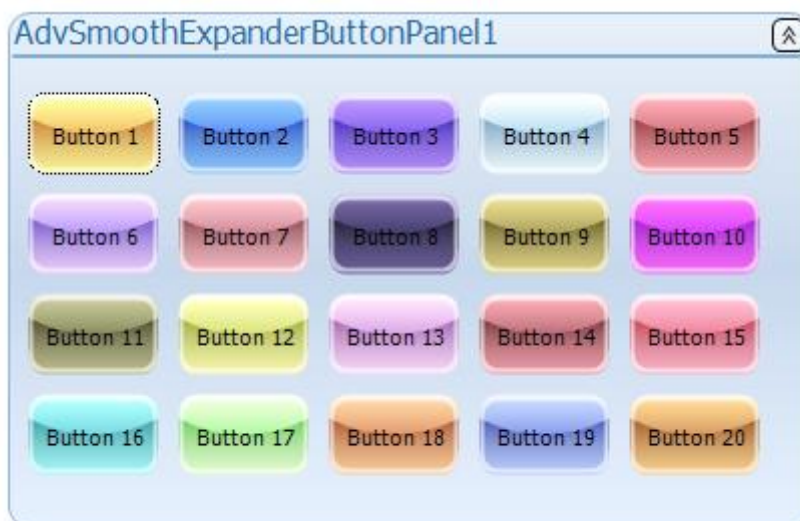 AdvSmoothExpanderButtonPanel1
Button 1 Button 2 Button 3 Button 4 Button 5
Button 6 Button 7 Button 8 Button 9 Button 10
Button 11 Button 12 Button 13 Button 14 Button 15
Button 16 Button 17 Button 18 Button 19 Button 20